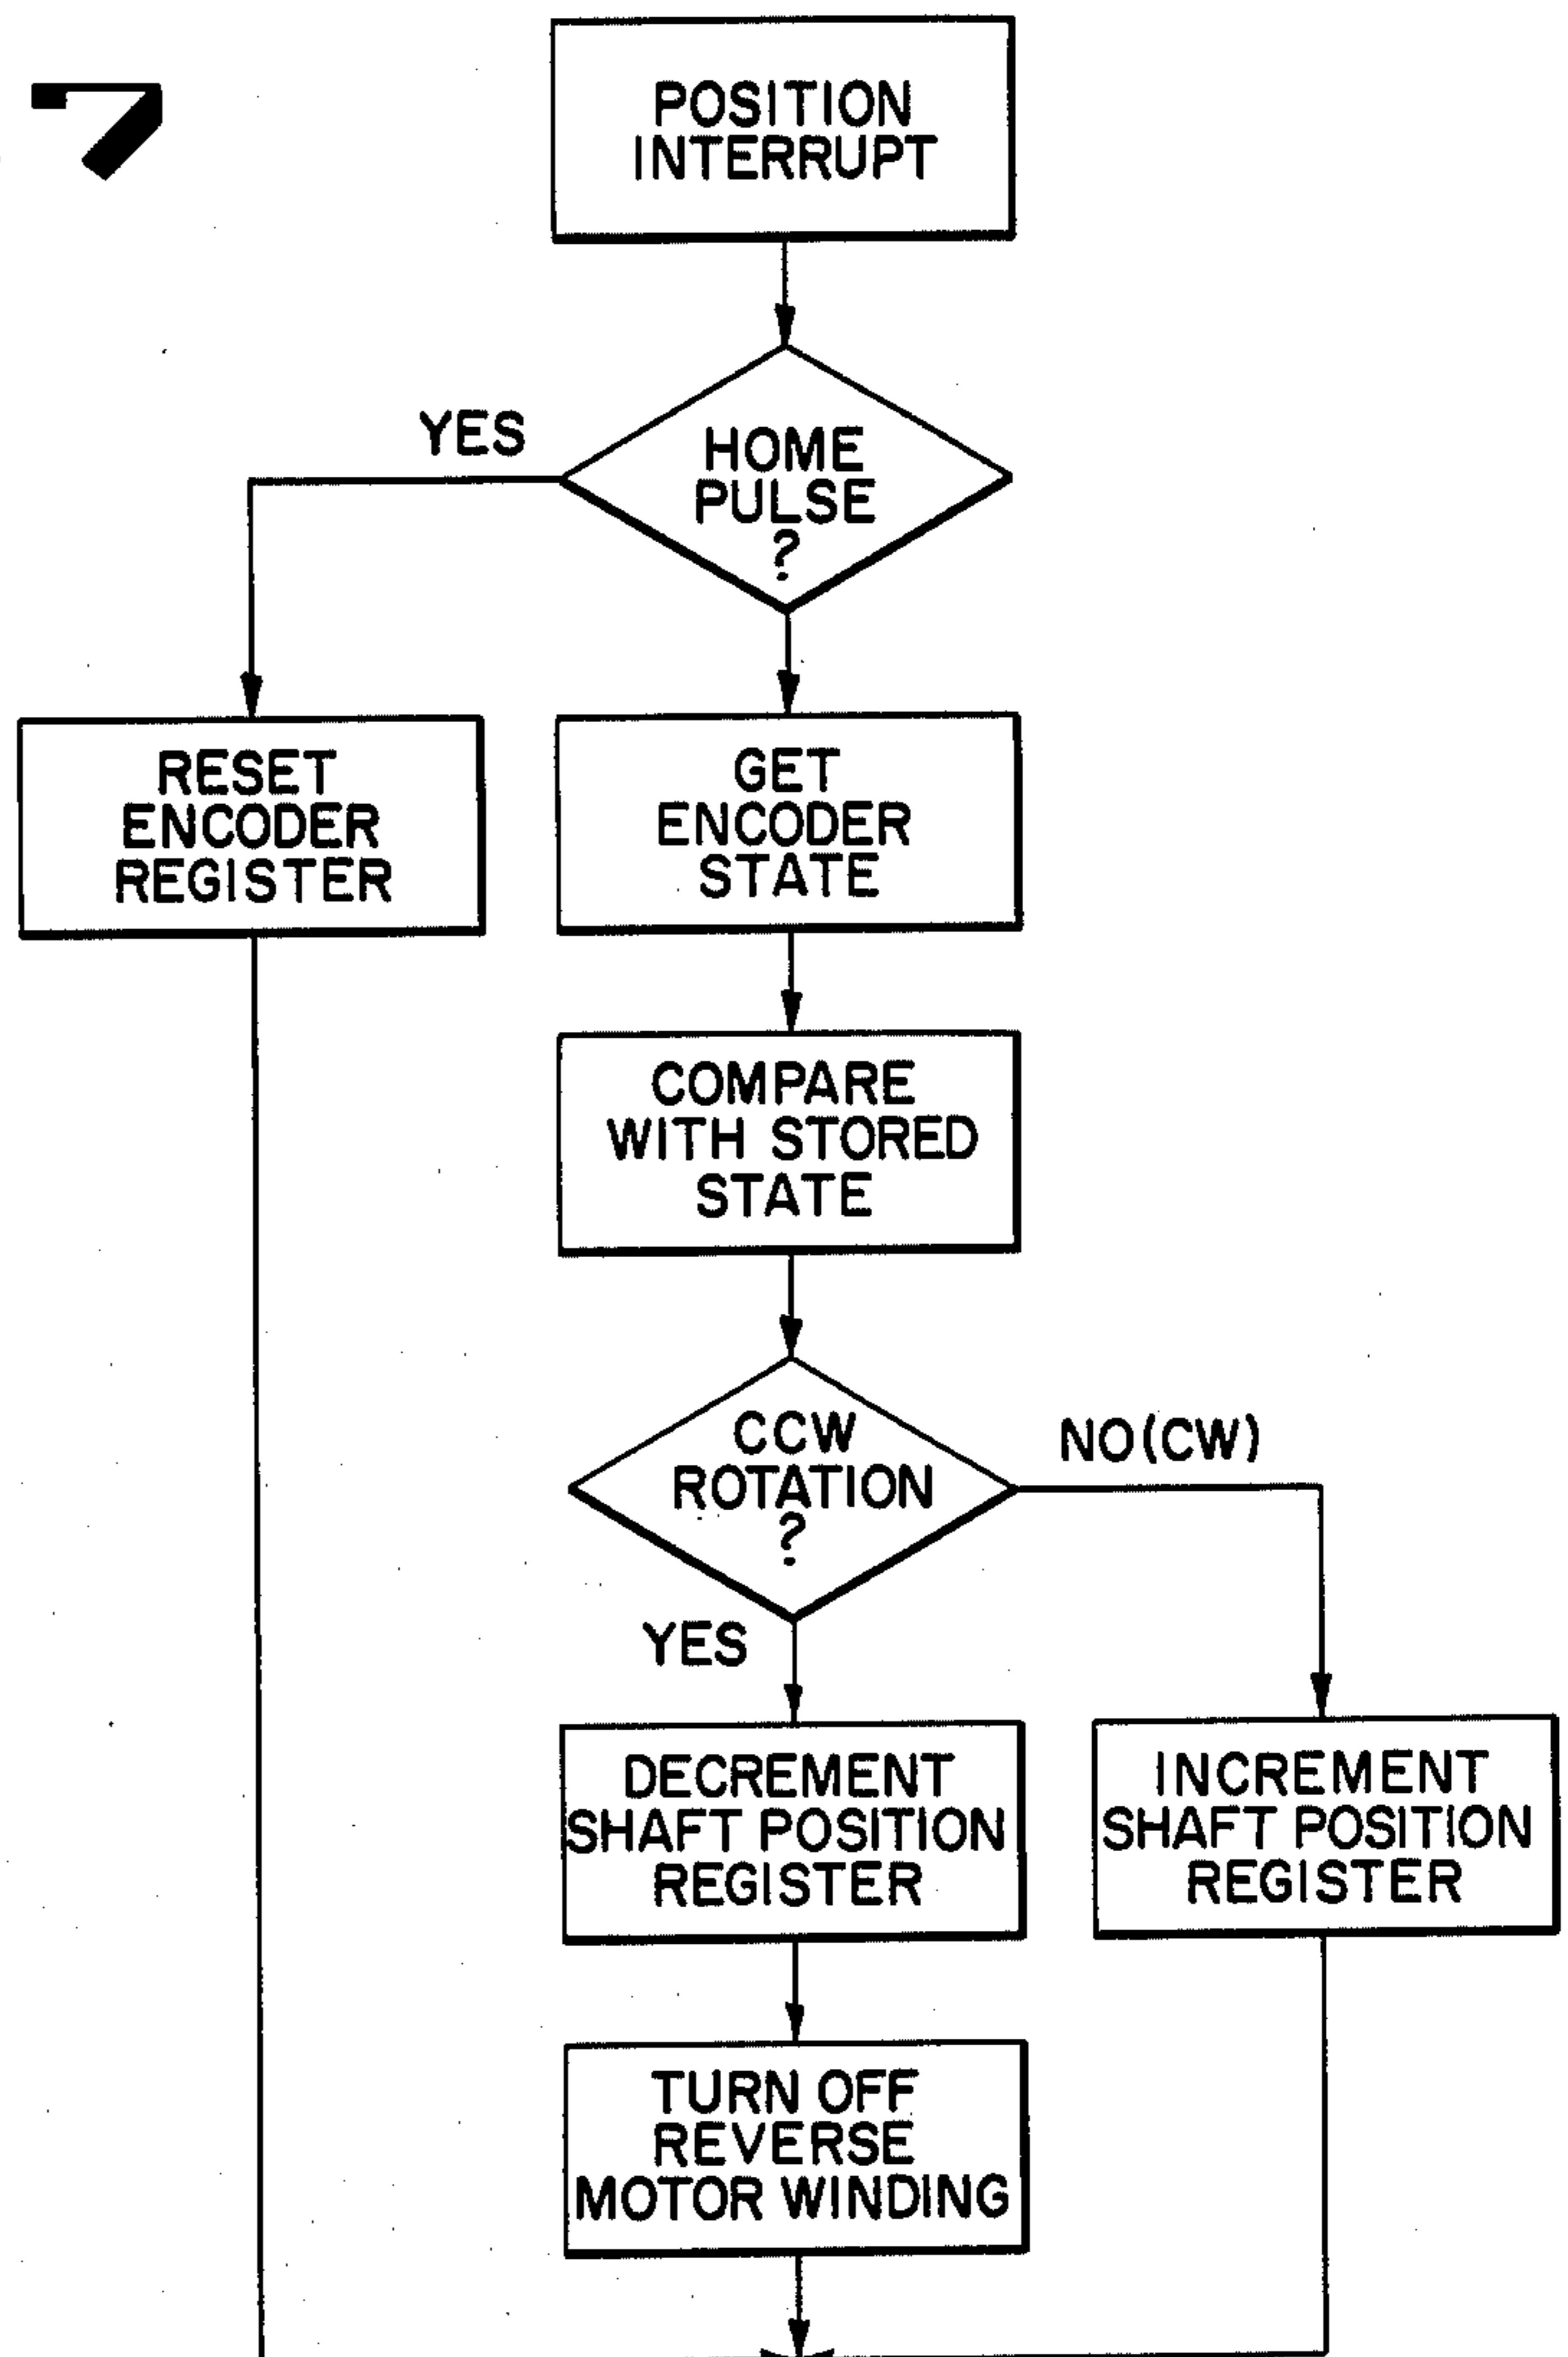 7
POSITION
INTERRUPT
YES
HOME
PULSE
?
RESET
ENCODER
REGISTER
GET
ENCODER
STATE
COMPARE
WITH STORED
STATE
CCW
ROTATION
?
NO(CW)
YES
DECREMENT
SHAFT POSITION
REGISTER
INCREMENT
SHAFT POSITION
REGISTER
TURN OFF
REVERSE
MOTOR WINDING